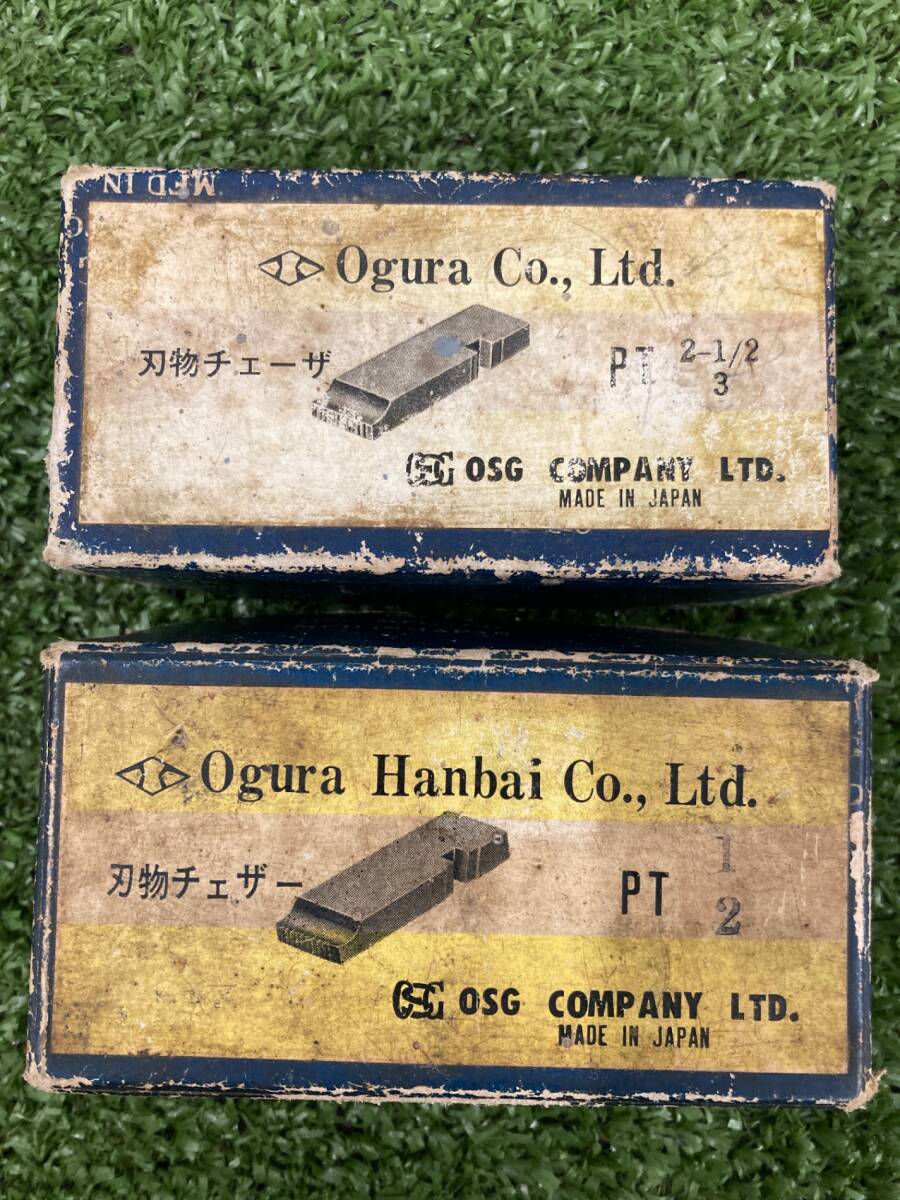 MFD IN
Ogura Co., Ltd.
刃物チェーザ
PT 2-1/2
3
OSG OSG COMPANY LTD.
MADE IN JAPAN
Ogura Hanbai Co., Ltd.
刃物チェザー
PT 1
2
OSG OSG COMPANY LTD.
MADE IN JAPAN